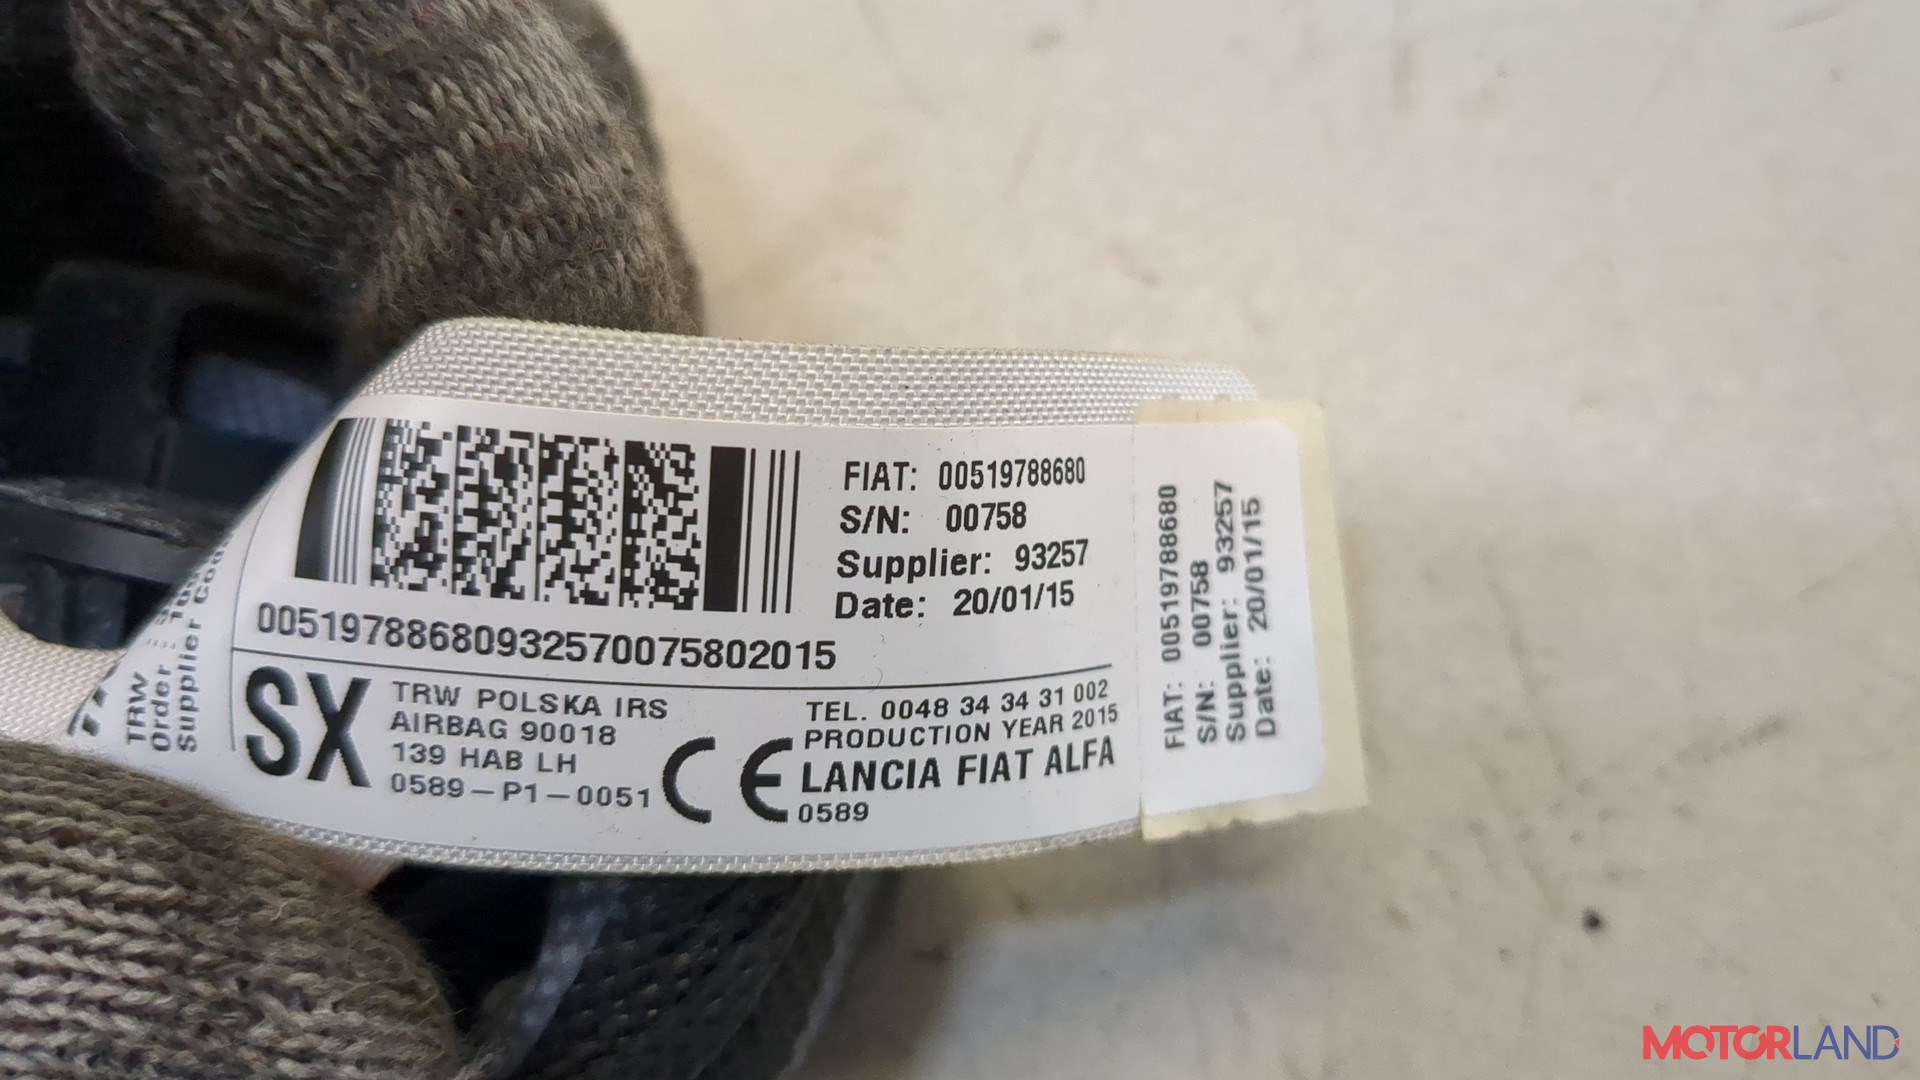 FIAT: 00519788680
S/N: 00758
Supplier: 93257
Date: 20/01/15
00519788680932570075802015
SX
TRW POLSKA IRS
AIRBAG 90018
139 HAB LH
0589-P1-0051
CE
TEL. 0048 34 34 31 002
PRODUCTION YEAR 2015
LANCIA FIAT ALFA
0589
FIAT: 00519788680
S/N: 00758
Supplier: 93257
Date: 20/01/15
TRW
Order
Supplier
MOTORLAND